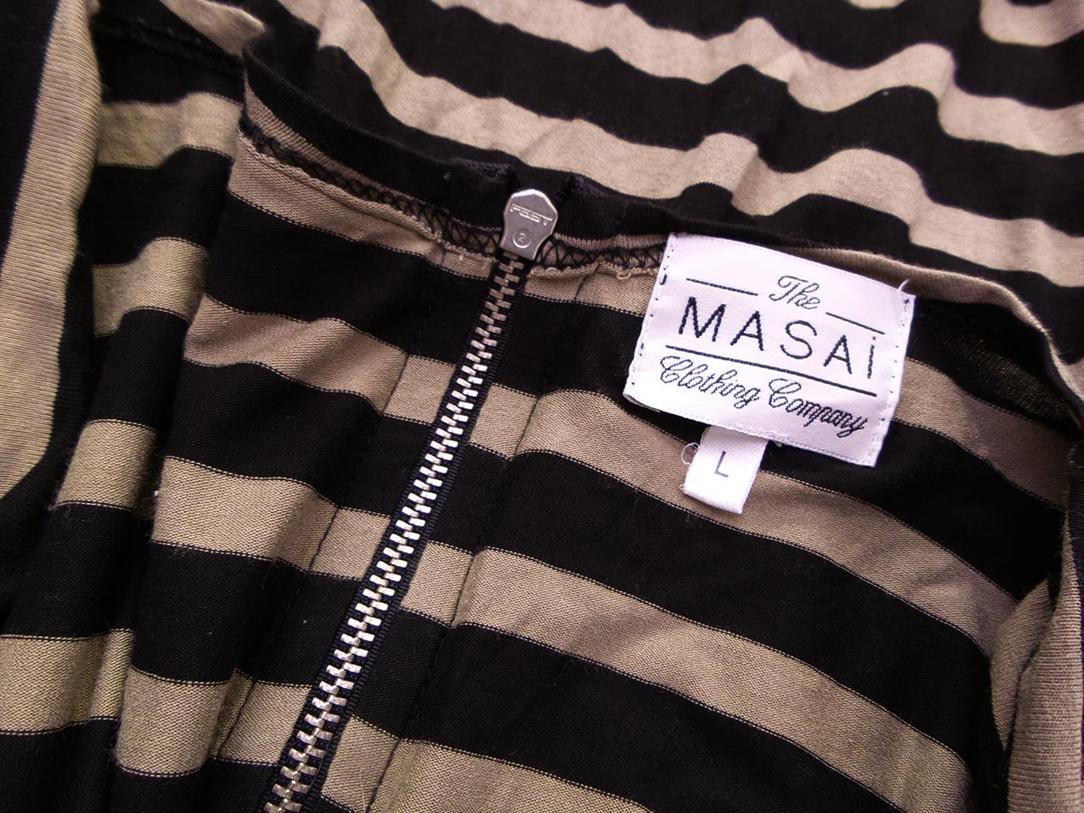 The
MASAi
Clothing Company
L